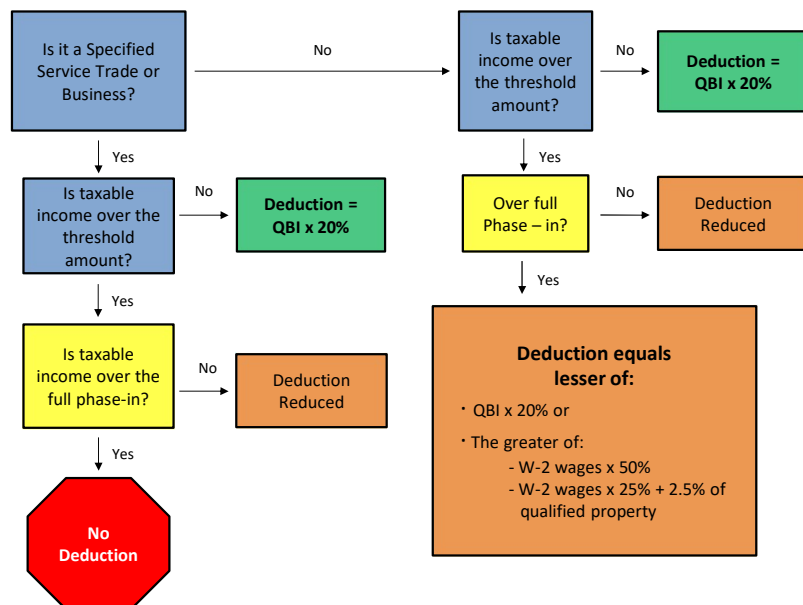 Is it a Specified
Service Trade or
Business?
No
Is taxable
income over
the threshold
amount?
No
Deduction =
QBI x 20%
Yes
Yes
Is taxable
income over the
threshold
amount?
No
Deduction =
QBI x 20%
Over full
Phase – in?
No
Deduction
Reduced
Yes
Yes
Is taxable
income over the
full phase-in?
No
Deduction
Reduced
Deduction equals
lesser of:
· QBI x 20% or
· The greater of:
- W-2 wages x 50%
- W-2 wages x 25% + 2.5% of
qualified property
Yes
No
Deduction